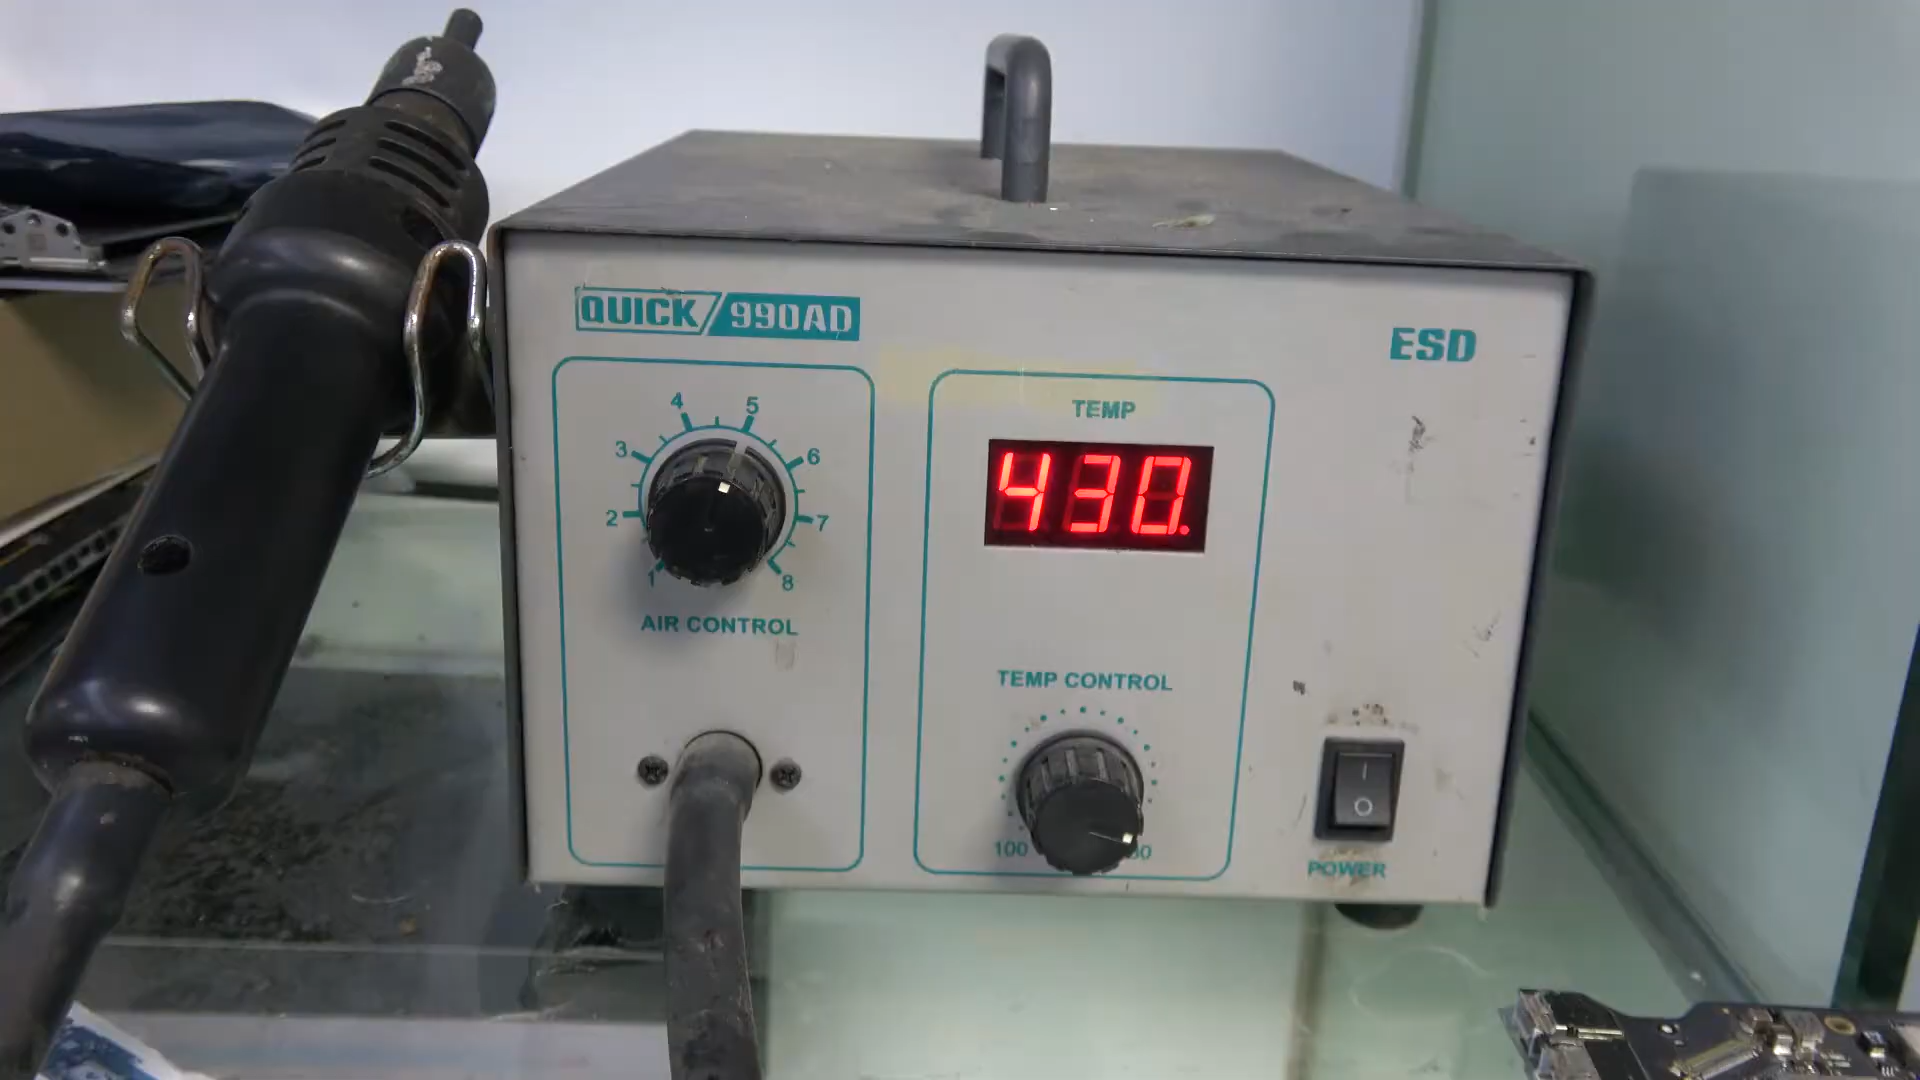 QUICK/990AD
ESD
1 2 3 4 5 6 7 8
AIR CONTROL
TEMP
430.
TEMP CONTROL
100
POWER